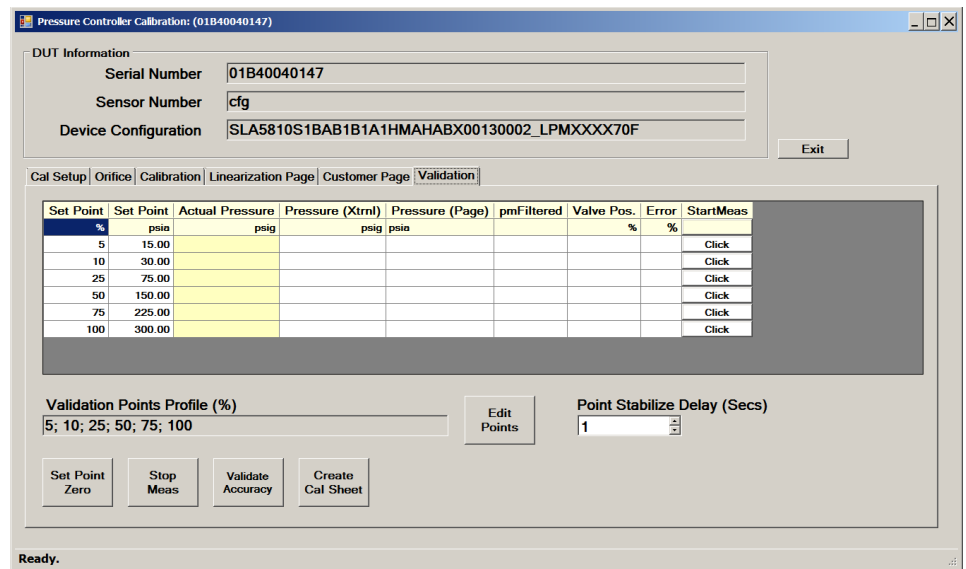 Pressure Controller Calibration: (01B40040147)
DUT Information
Serial Number 01B40040147
Sensor Number cfg
Device Configuration SLA5810S1BAB1B1A1HMAHABX00130002_LPMXXXX70F
Exit
Cal Setup Orifice Calibration Linearization Page Customer Page Validation
Set Point Set Point Actual Pressure Pressure (Xtrnl) Pressure (Page) pmFiltered Valve Pos. Error StartMeas
% psia psig psig psia % %
5 15.00 Click
10 30.00 Click
25 75.00 Click
50 150.00 Click
75 225.00 Click
100 300.00 Click
Validation Points Profile (%)
5; 10; 25; 50; 75; 100
Edit Points
Point Stabilize Delay (Secs)
1
Set Point Zero
Stop Meas
Validate Accuracy
Create Cal Sheet
Ready.